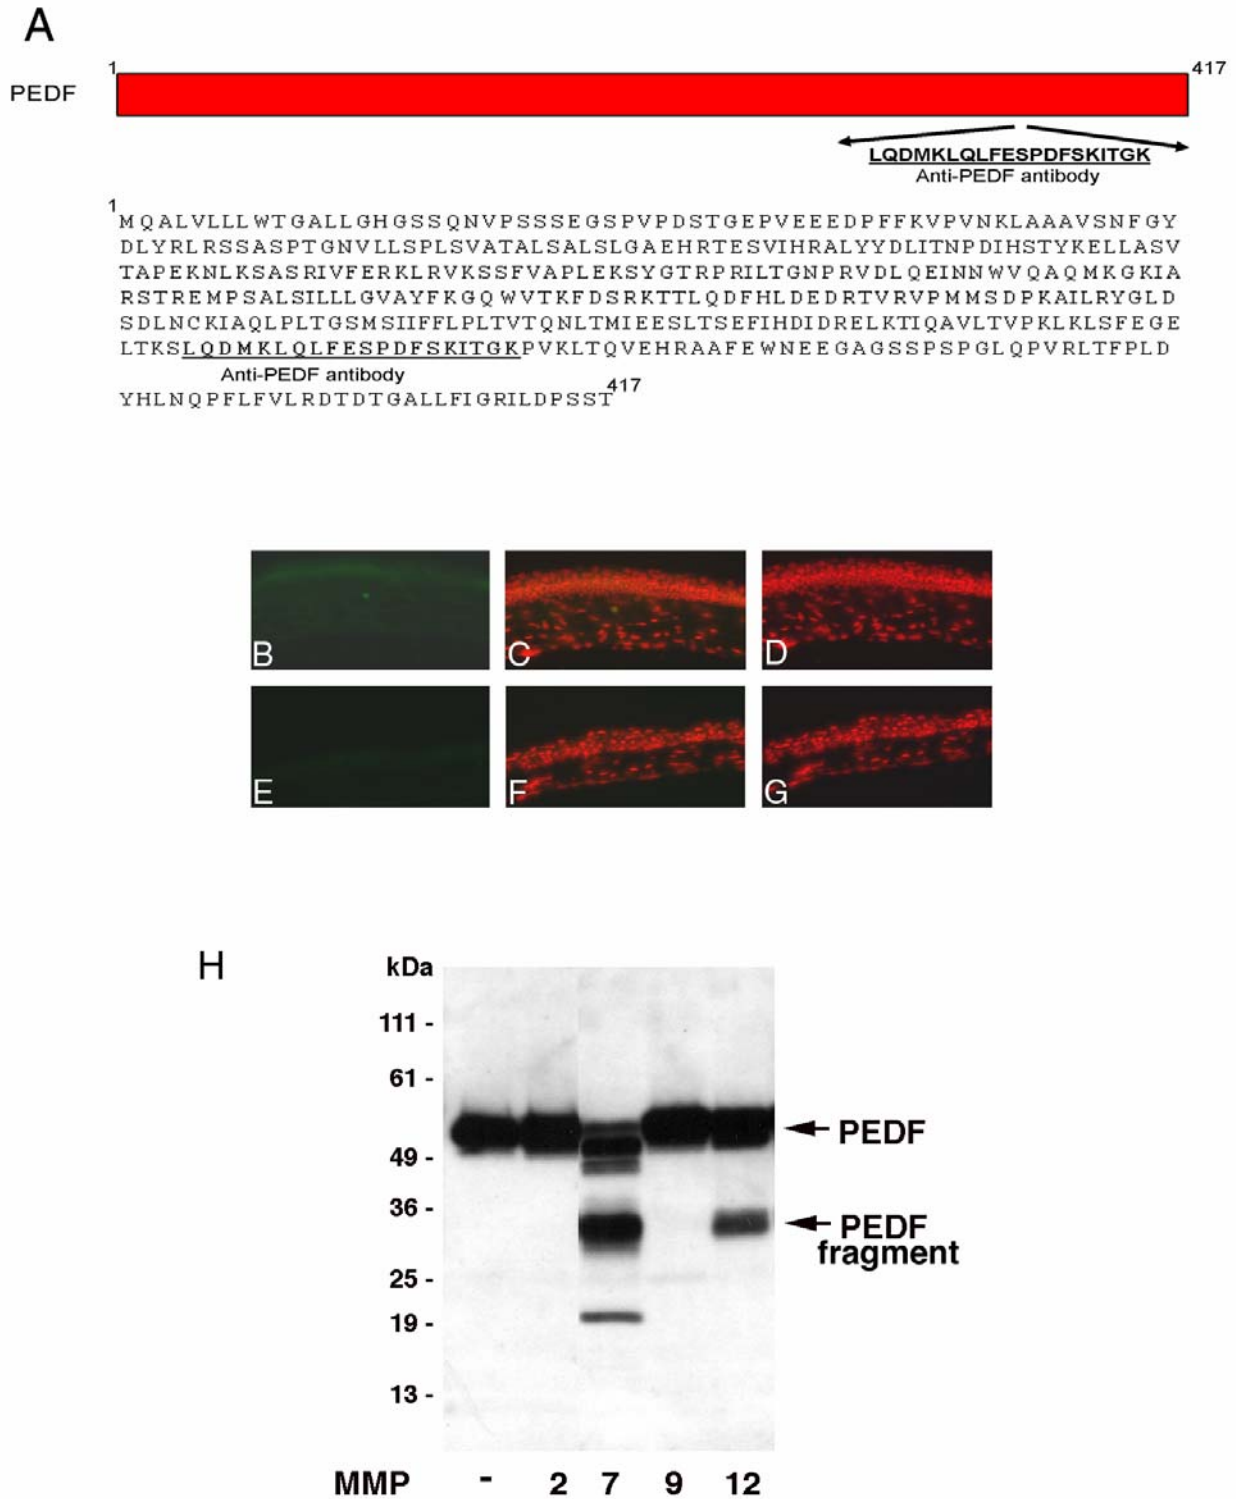 A
1
417
PEDF
LQDMKLQLFESPDFSKITGK
Anti-PEDF antibody
1
MQALVLLLWTGALLGHGSSQNVPSSSEGSPVPDSTGEPVEEEDPFFKVPVNKLAAAVSNFGY
DLYRLRSSASPTGNVLLSPLSVATALSALSLGAEHRTESVIHRALYYDLITNPDIHSTYKELLASV
TAPEKNLKSASRIVFERKLRVKSSFVAPLEKSYGTRPRILTGNPRVDLQEINNWVQAQMKGKIA
RSTREMPSALSILLLGVAYFKGQWVTKFDSRKTTLQDFHLDEDRTVRVPMMSDPKAILRYGLD
SDLNCKIAQLPLTGSMSIIFFLPLTVTQNLTMIEESLTSEFIHDIDRELKTIQAVLTVPKLKLSFEGE
LTKSLQDMKLQLFESPDFSKITGKPVKLTQVEHRAAFEWNEEGAGSSPSPGLQPVRLTFPLD
Anti-PEDF antibody
YHLNQPFLFVLRDTDTGALLFIGRILDPSST
417
B
C
D
E
F
G
H
kDa
111 -
61 -
PEDF
49 -
36 -
PEDF
fragment
25 -
19 -
13 -
MMP - 2 7 9 12